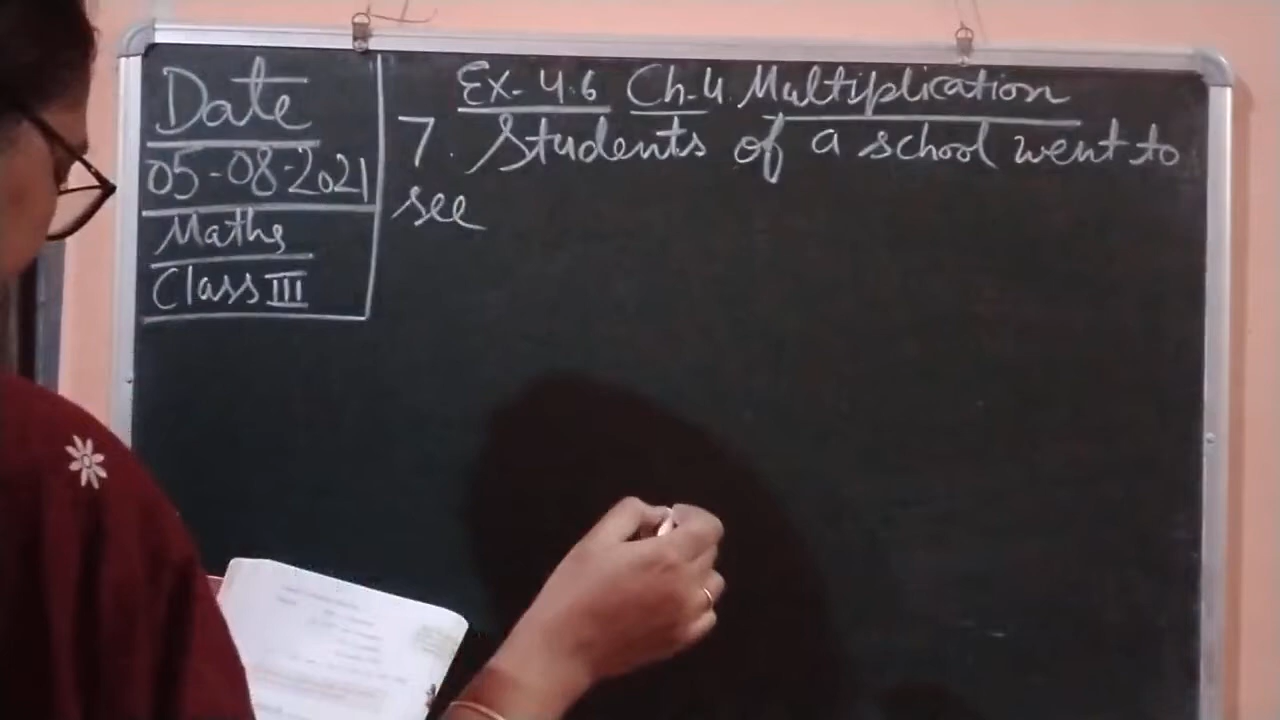 Date
05-08-2021
Maths
Class III
Ex-4.6 Ch-4. Multiplication
7. Students of a school went to
see